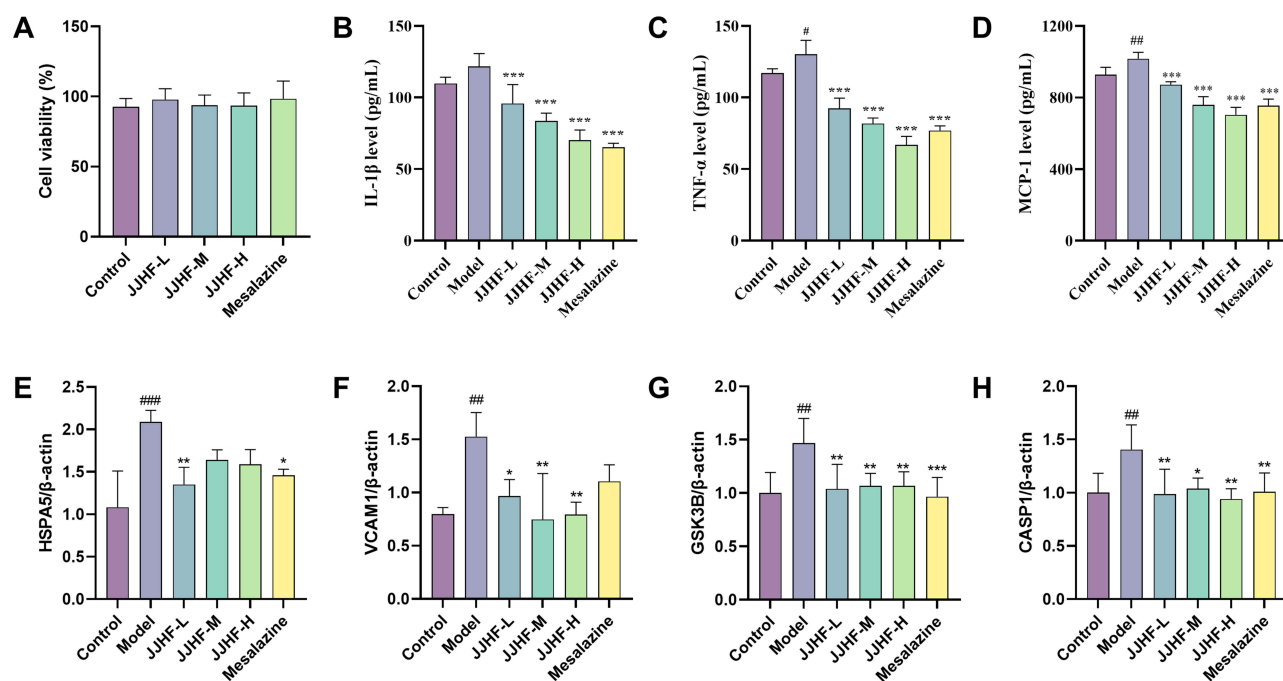 A
Cell viability (%)
150
100
50
0
Control
JJHF-L
JJHF-M
JJHF-H
Mesalazine
B
IL-1β level (pg/mL)
150
100
50
0
***
***
***
***
Control
Model
JJHF-L
JJHF-M
JJHF-H
Mesalazine
C
TNF-α level (pg/mL)
150
100
50
0
#
***
***
***
***
Control
Model
JJHF-L
JJHF-M
JJHF-H
Mesalazine
D
MCP-1 level (pg/mL)
1200
900
600
300
0
##
***
***
***
***
Control
Model
JJHF-L
JJHF-M
JJHF-H
Mesalazine
E
HSPA5/β-actin
2.5
2.0
1.5
1.0
0.5
0.0
###
**
*
Control
Model
JJHF-L
JJHF-M
JJHF-H
Mesalazine
F
VCAM1/β-actin
2.0
1.5
1.0
0.5
0.0
##
*
**
**
Control
Model
JJHF-L
JJHF-M
JJHF-H
Mesalazine
G
GSK3B/β-actin
2.0
1.5
1.0
0.5
0.0
##
**
**
**
***
Control
Model
JJHF-L
JJHF-M
JJHF-H
Mesalazine
H
CASP1/β-actin
2.0
1.5
1.0
0.5
0.0
##
**
*
**
**
Control
Model
JJHF-L
JJHF-M
JJHF-H
Mesalazine